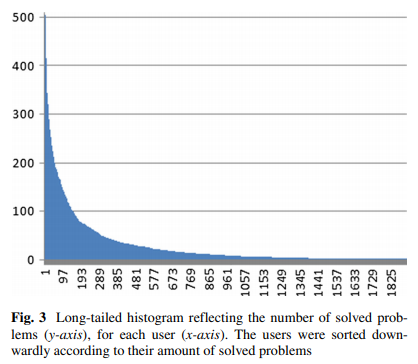 500
400
300
200
100
0
1 97 193 289 385 481 577 673 769 865 961 1057 1153 1249 1345 1441 1537 1633 1729 1825
Fig. 3 Long-tailed histogram reflecting the number of solved prob-
lems (y-axis), for each user (x-axis). The users were sorted down-
wardly according to their amount of solved problems